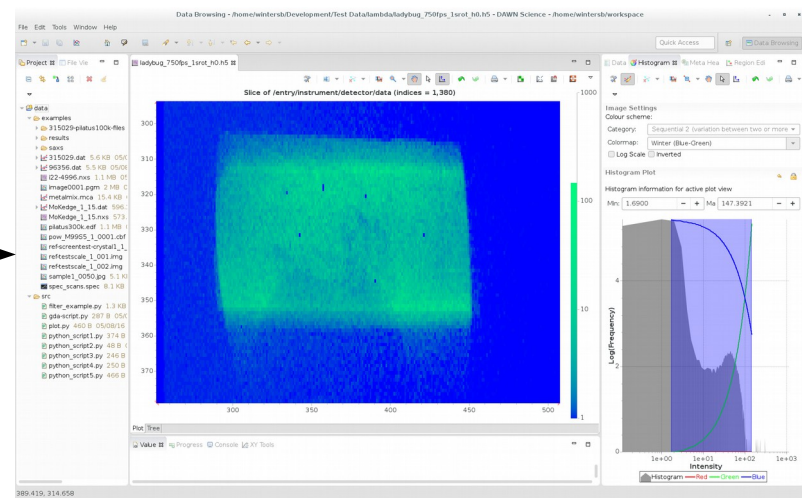 Data Browsing - /home/wintersb/Development/Test Data/lambda/ladybug_750fps_1srot_h0.h5 - DAWN Science - /home/wintersb/workspace
File Edit Tools Window Help
Quick Access
Data Browsing
Project
File Vie
ladybug_750fps_1srot_h0.h5
Data
Histogram
Meta Hea
Region Edi
data
examples
315029-pilatus100k-files
results
saxs
315029.dat 5.6 KB 05/0
96356.dat 5.5 KB 05/08
i22-4996.nxs 1.1 MB 05
image0001.pgm 2 MB 0
metalmix.mca 15.4 KB
MoKedge_1_15.dat 596.
MoKedge_1_15.nxs 573.
pilatus300k.edf 1.1 MB
pow_M99S5_1_0001.cbf
ref-screentest-crystal1_1_
ref-testscale_1_001.img
ref-testscale_1_002.img
sample1_0050.jpg 5.1 K
spec_scans.spec 8.1 KB
src
filter_example.py 1.3 KB
gda-script.py 287 B 05/
plot.py 460 B 05/08/16
python_script1.py 374 B
python_script2.py 48 B
python_script3.py 246 B
python_script4.py 250 B
python_script5.py 466 B
Slice of /entry/instrument/detector/data (indices = 1,380)
300
310
320
330
340
350
360
370
300 350 400 450 500
1000
100
10
1
Plot Tree
Value Progress Console XY Tools
Image Settings
Colour scheme:
Category: Sequential 2 (variation between two or more
Colormap: Winter (Blue-Green)
Log Scale Inverted
Histogram Plot
Histogram information for active plot view
Min: 1.6900 - + Ma 147.3921 - +
Log(Frequency)
4
2
0
1e+00 1e+01 1e+02 1e+03
Intensity
Histogram Red Green Blue
389.419, 314.658